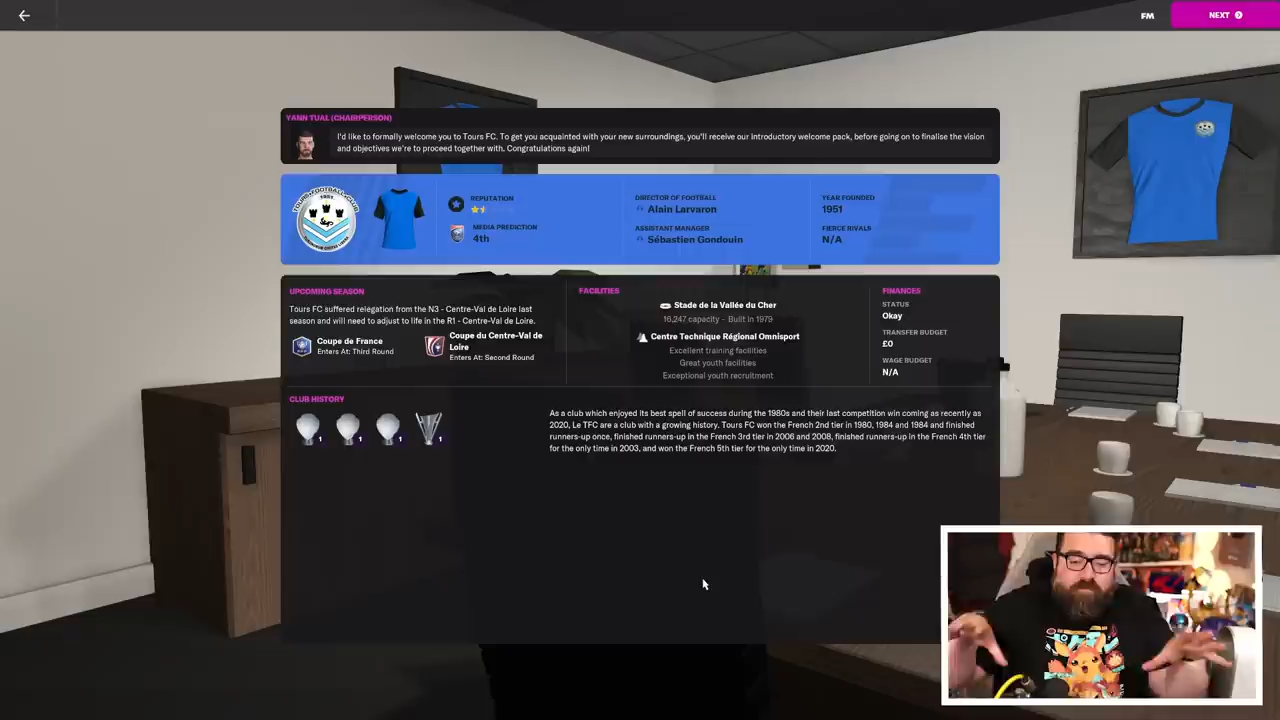 FM
NEXT
YANN TUAL (CHAIRPERSON)
I'd like to formally welcome you to Tours FC. To get you acquainted with your new surroundings, you'll receive our introductory welcome pack, before going on to finalise the vision
and objectives we're to proceed together with. Congratulations again!
TOURS FOOTBALL CLUB
1951
REPUTATION
MEDIA PREDICTION
4th
DIRECTOR OF FOOTBALL
Alain Larvaron
ASSISTANT MANAGER
Sébastien Gondouin
YEAR FOUNDED
1951
FIERCE RIVALS
N/A
UPCOMING SEASON
Tours FC suffered relegation from the N3 - Centre-Val de Loire last
season and will need to adjust to life in the R1 - Centre-Val de Loire.
Coupe de France
Enters At: Third Round
Coupe du Centre-Val de
Loire
Enters At: Second Round
FACILITIES
Stade de la Vallée du Cher
16,247 capacity - Built in 1979
Centre Technique Régional Omnisport
Excellent training facilities
Great youth facilities
Exceptional youth recruitment
FINANCES
STATUS
Okay
TRANSFER BUDGET
£0
WAGE BUDGET
N/A
CLUB HISTORY
1
1
1
1
As a club which enjoyed its best spell of success during the 1980s and their last competition win coming as recently as
2020, Le TFC are a club with a growing history. Tours FC won the French 2nd tier in 1980, 1984 and 1984 and finished
runners-up once, finished runners-up in the French 3rd tier in 2006 and 2008, finished runners-up in the French 4th tier
for the only time in 2003, and won the French 5th tier for the only time in 2020.